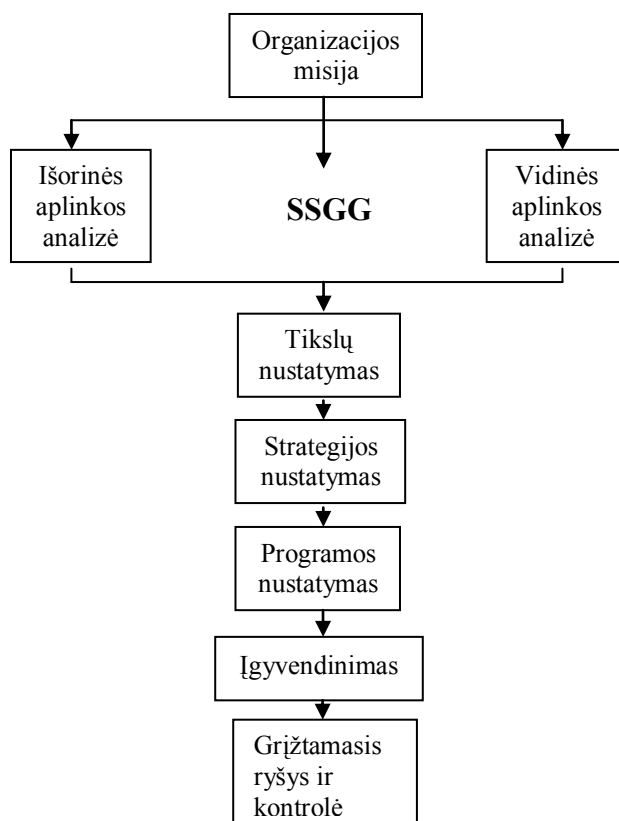 Organizacijos
misija
Išorinės
aplinkos
analizė
SSGG
Vidinės
aplinkos
analizė
Tikslų
nustatymas
Strategijos
nustatymas
Programos
nustatymas
Įgyvendinimas
Grįžtamasis
ryšys ir
kontrolė